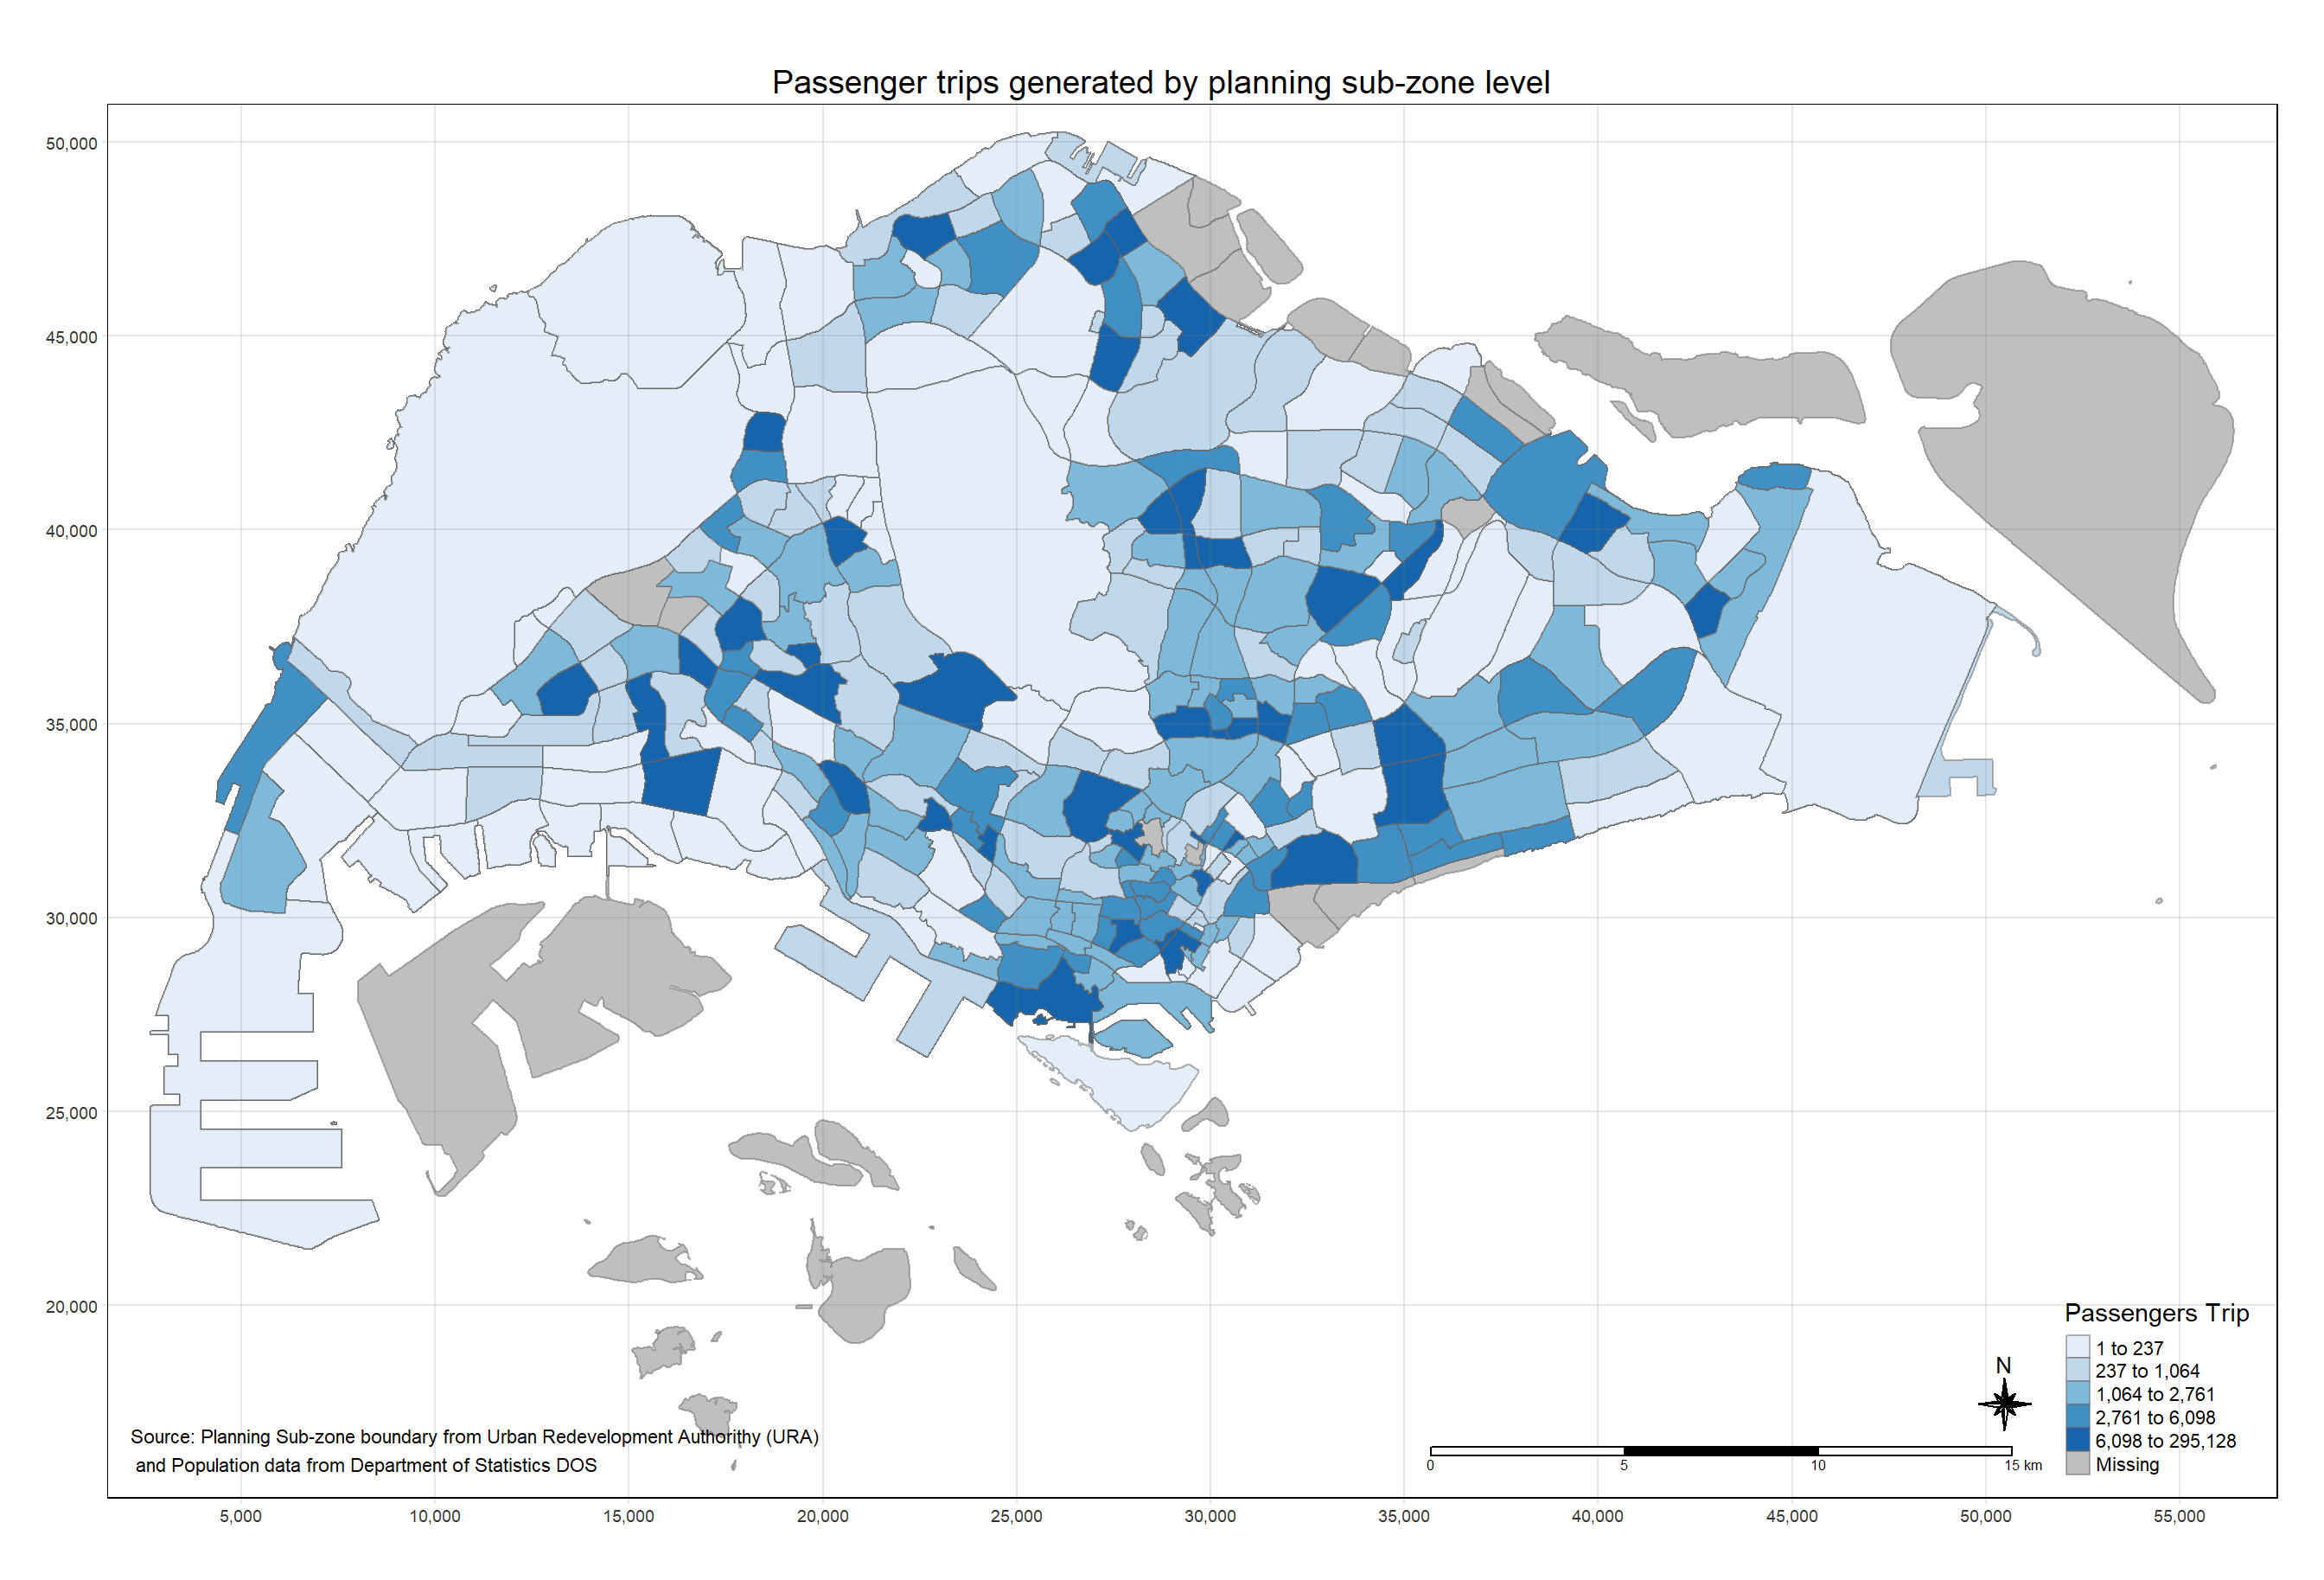 Passenger trips generated by planning sub-zone level
50,000
45,000
40,000
35,000
30,000
25,000
20,000
Passengers Trip
1 to 237
237 to 1,064
1,064 to 2,761
2,761 to 6,098
6,098 to 295,128
Missing
N
Source: Planning Sub-zone boundary from Urban Redevelopment Authorithy (URA)
and Population data from Department of Statistics DOS
0 5 10 15 km
5,000 10,000 15,000 20,000 25,000 30,000 35,000 40,000 45,000 50,000 55,000